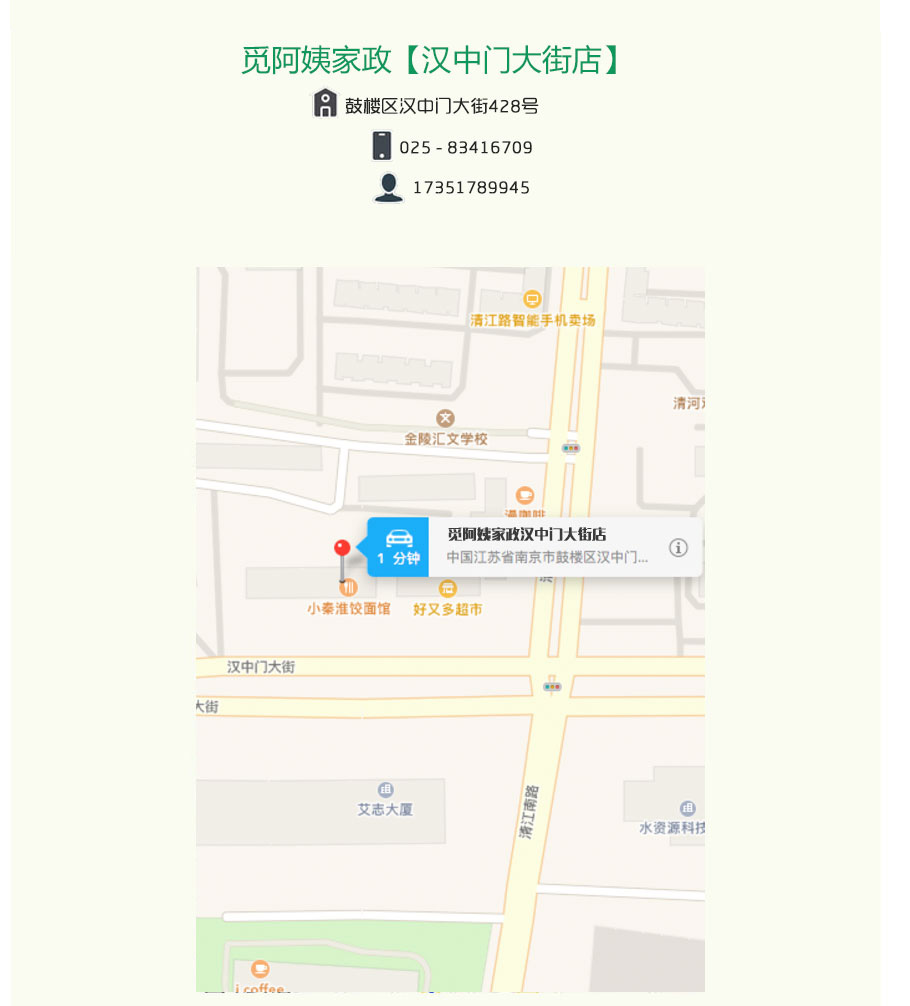 觅阿姨家政【汉中门大街店】
鼓楼区汉中门大街428号
025 - 83416709
17351789945
清江路智能手机卖场
清河
金陵汇文学校
漫咖啡
1 分钟
觅阿姨家政汉中门大街店
中国江苏省南京市鼓楼区汉中门...
小秦淮饺面馆
好又多超市
汉中门大街
大街
艾志大厦
清江南路
水资源科技
i coffee